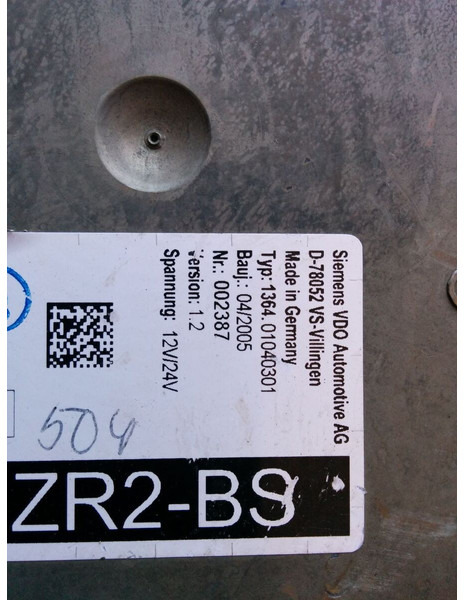 Siemens VDO Automotive AG
D-78052 VS-Villingen
Made in Germany
Typ: 1364.01040301
Bauj.: 04/2005
Nr.: 002387
Version: 1.2
Spannung: 12V/24V
504
ZR2-BS